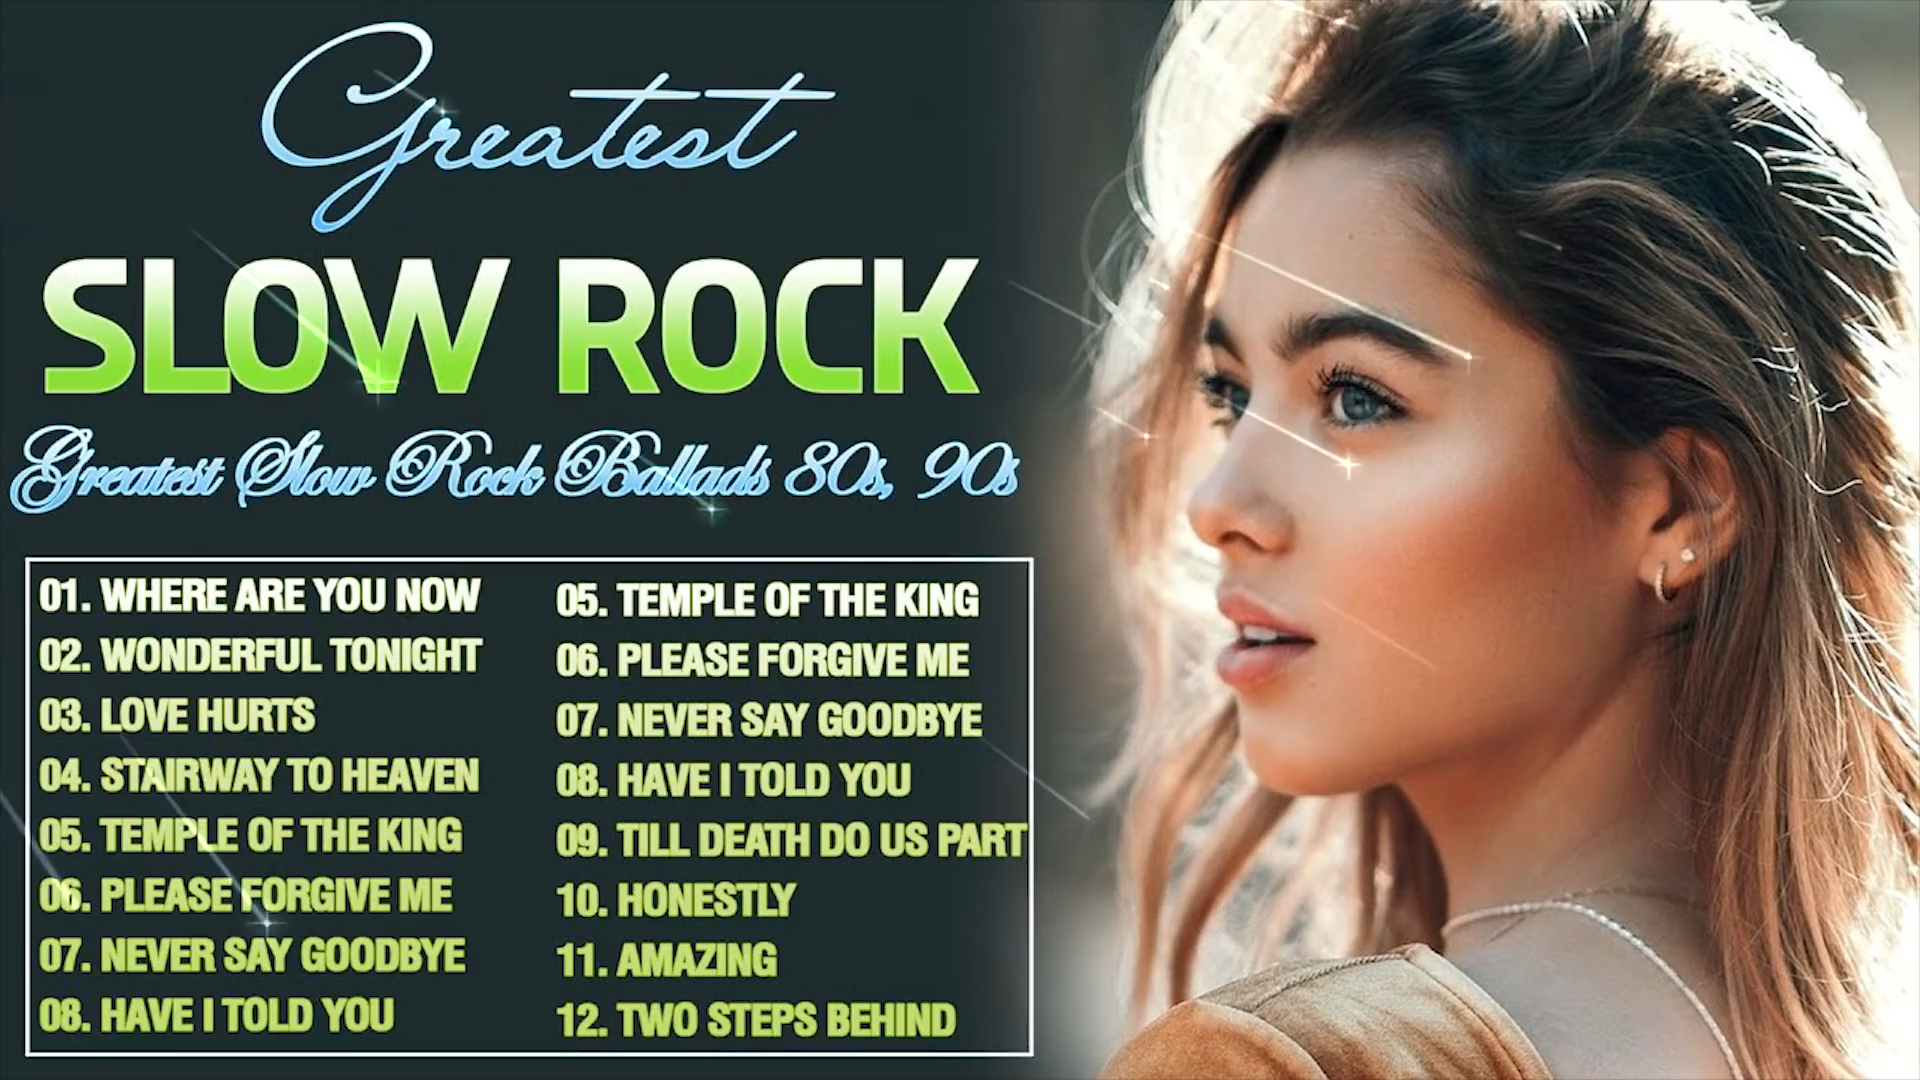 Greatest
SLOW ROCK
Greatest Slow Rock Ballads 80s, 90s
01. WHERE ARE YOU NOW
02. WONDERFUL TONIGHT
03. LOVE HURTS
04. STAIRWAY TO HEAVEN
05. TEMPLE OF THE KING
06. PLEASE FORGIVE ME
07. NEVER SAY GOODBYE
08. HAVE I TOLD YOU
05. TEMPLE OF THE KING
06. PLEASE FORGIVE ME
07. NEVER SAY GOODBYE
08. HAVE I TOLD YOU
09. TILL DEATH DO US PART
10. HONESTLY
11. AMAZING
12. TWO STEPS BEHIND